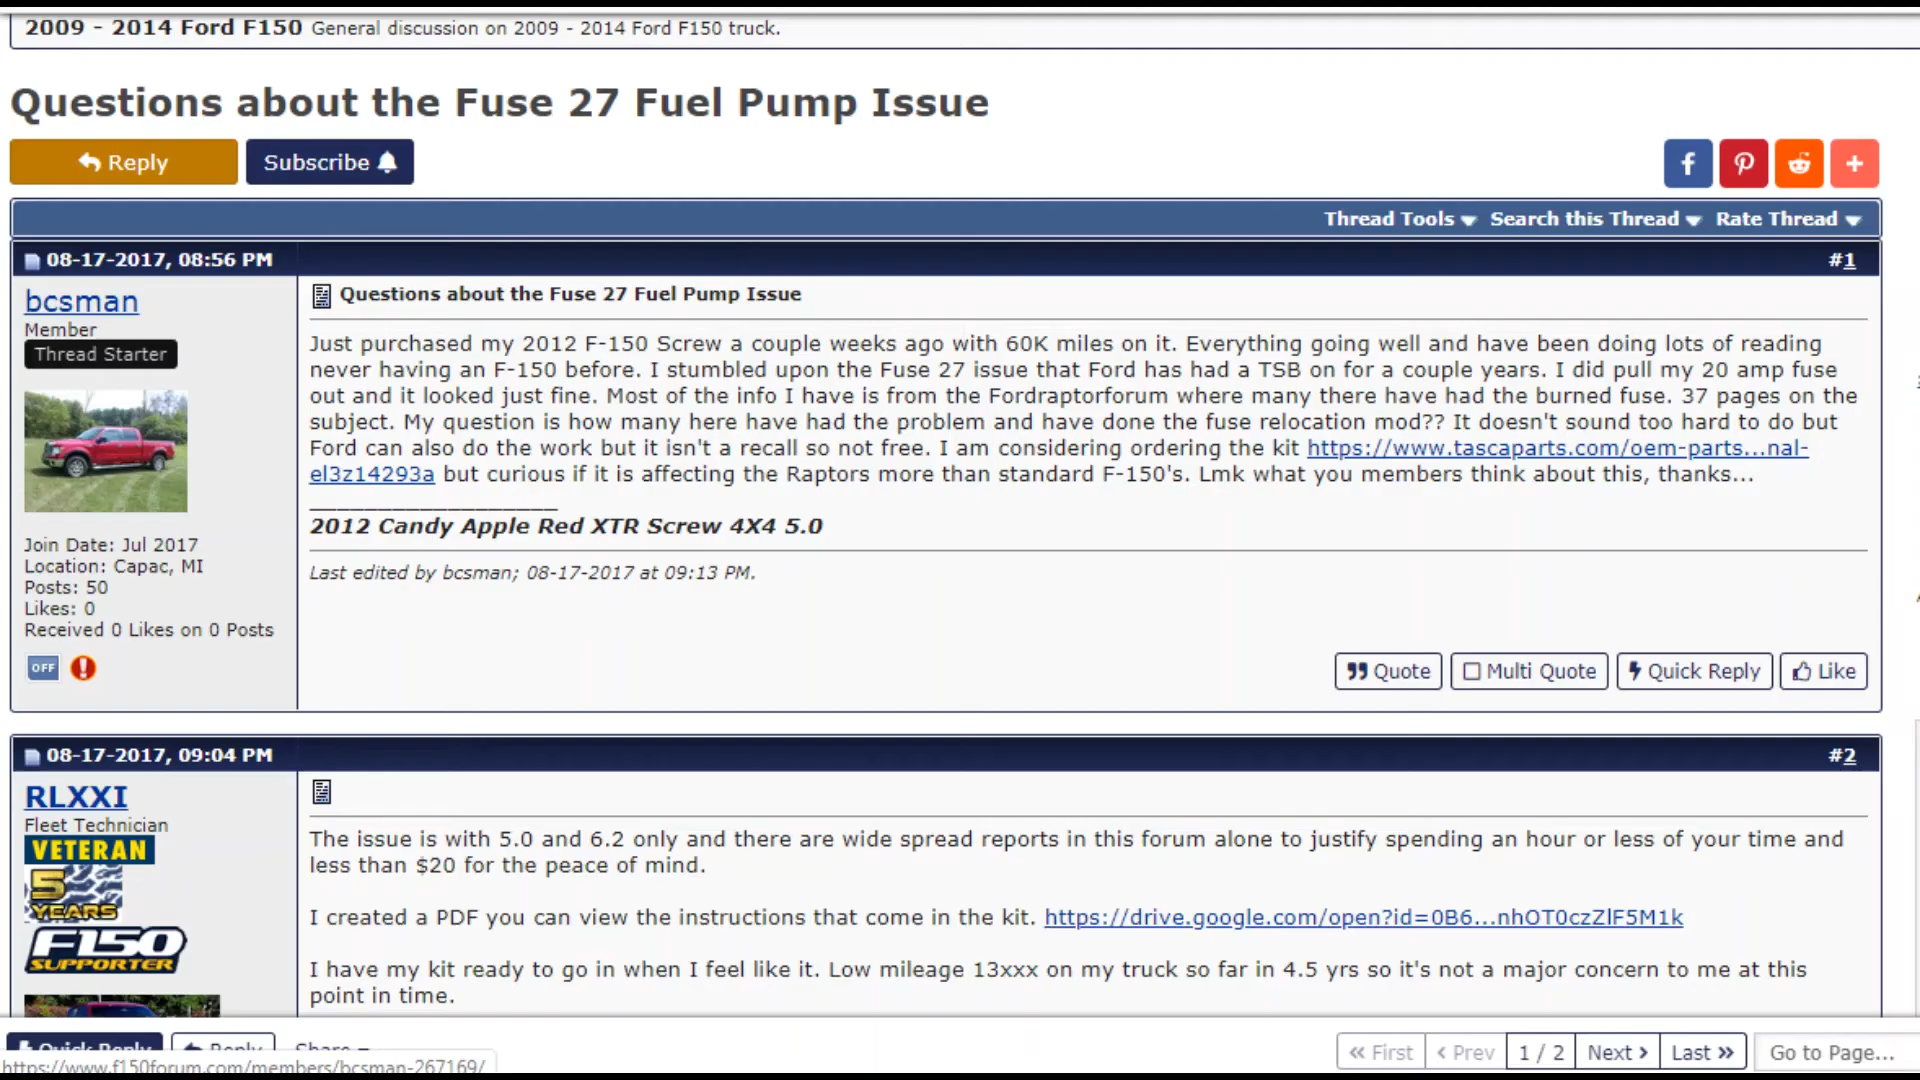 2009 - 2014 Ford F150 General discussion on 2009 - 2014 Ford F150 truck.
Questions about the Fuse 27 Fuel Pump Issue
Reply Subscribe
Thread Tools Search this Thread Rate Thread
08-17-2017, 08:56 PM #1
bcsman
Member
Thread Starter
Join Date: Jul 2017
Location: Capac, MI
Posts: 50
Likes: 0
Received 0 Likes on 0 Posts
OFF
Questions about the Fuse 27 Fuel Pump Issue
Just purchased my 2012 F-150 Screw a couple weeks ago with 60K miles on it. Everything going well and have been doing lots of reading
never having an F-150 before. I stumbled upon the Fuse 27 issue that Ford has had a TSB on for a couple years. I did pull my 20 amp fuse
out and it looked just fine. Most of the info I have is from the Fordraptorforum where many there have had the burned fuse. 37 pages on the
subject. My question is how many here have had the problem and have done the fuse relocation mod?? It doesn't sound too hard to do but
Ford can also do the work but it isn't a recall so not free. I am considering ordering the kit https://www.tascaparts.com/oem-parts...nal-
el3z14293a but curious if it is affecting the Raptors more than standard F-150's. Lmk what you members think about this, thanks...
2012 Candy Apple Red XTR Screw 4X4 5.0
Last edited by bcsman; 08-17-2017 at 09:13 PM.
Quote Multi Quote Quick Reply Like
08-17-2017, 09:04 PM #2
RLXXI
Fleet Technician
VETERAN
5
YEARS
F150
SUPPORTER
The issue is with 5.0 and 6.2 only and there are wide spread reports in this forum alone to justify spending an hour or less of your time and
less than $20 for the peace of mind.
I created a PDF you can view the instructions that come in the kit. https://drive.google.com/open?id=0B6...nhOT0czZlF5M1k
I have my kit ready to go in when I feel like it. Low mileage 13xxx on my truck so far in 4.5 yrs so it's not a major concern to me at this
point in time.
Quick Reply Reply Share
« First ‹ Prev 1 / 2 Next › Last » Go to Page...
https://www.f150forum.com/members/bcsman-267169/